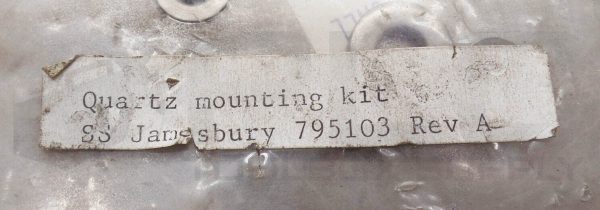 Quartz mounting kit
SS Jamesbury 795103 Rev A